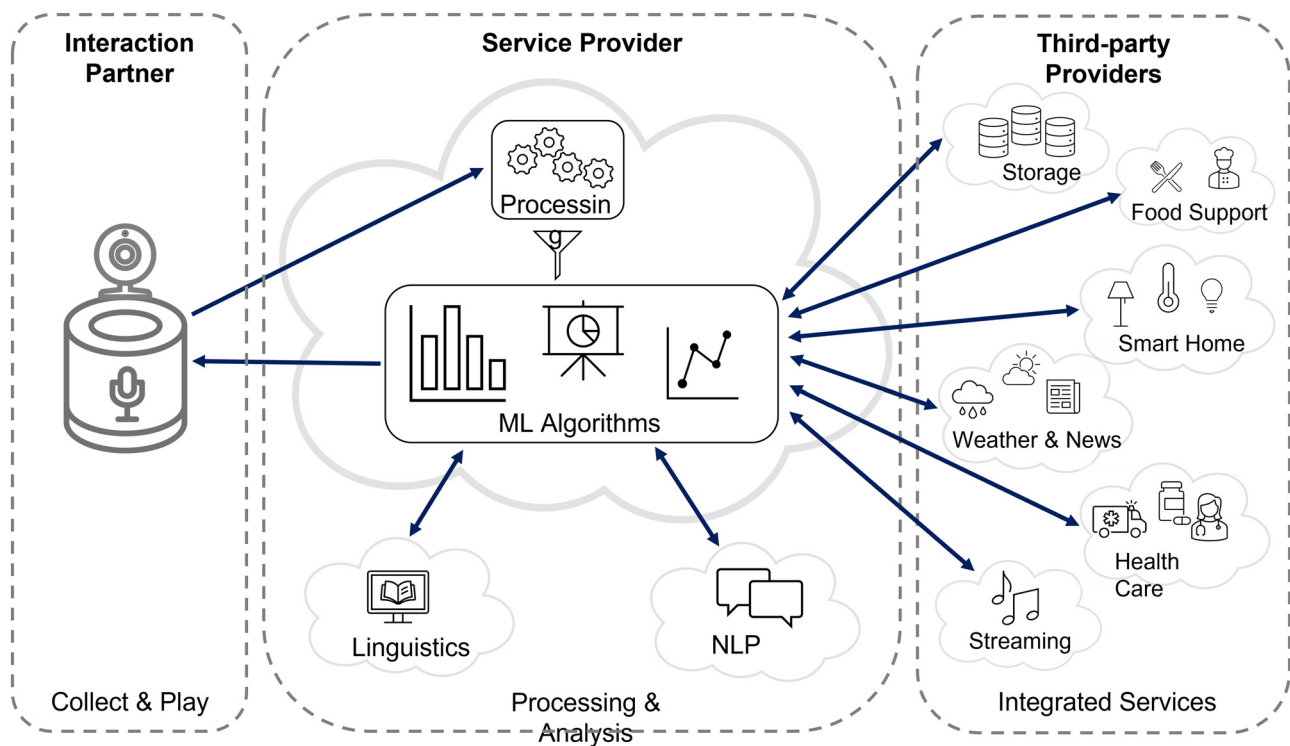 Interaction
Partner
Service Provider
Third-party
Providers
Processin
g
ML Algorithms
Linguistics
NLP
Storage
Food Support
Smart Home
Weather & News
Health
Care
Streaming
Collect & Play
Processing &
Analysis
Integrated Services